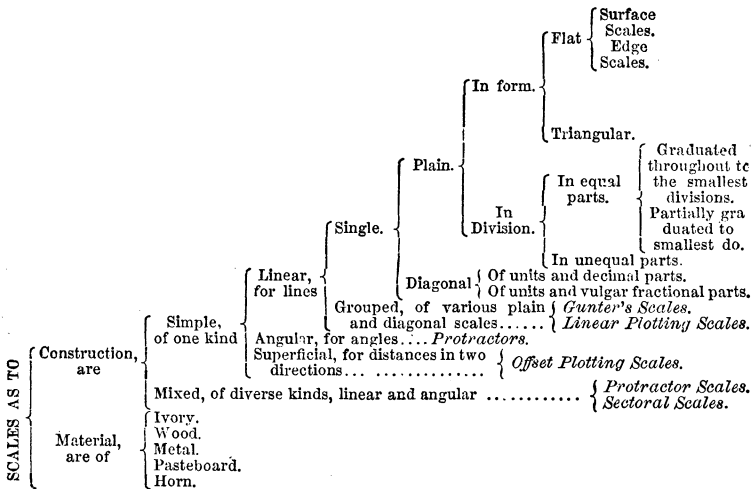 Surface
Scales.
Flat
Edge
Scales.
In form.
Triangular.
Graduated
throughout to
Plain.
the smallest
In equal
divisions.
parts.
Partially gra
In
duated to
Division.
smallest do.
Single.
In unequal parts.
Linear,
for lines
Diagonal
Of units and decimal parts.
Of units and vulgar fractional parts.
Grouped, of various plain
Gunter's Scales.
and diagonal scales......
Linear Plotting Scales.
Simple,
of one kind
Angular, for angles..... Protractors.
Superficial, for distances in two
directions... ................
Offset Plotting Scales.
Construction,
are
Mixed, of diverse kinds, linear and angular ............
Protractor Scales.
Sectoral Scales.
SCALES AS TO
Material,
are of
Ivory.
Wood.
Metal.
Pasteboard.
Horn.